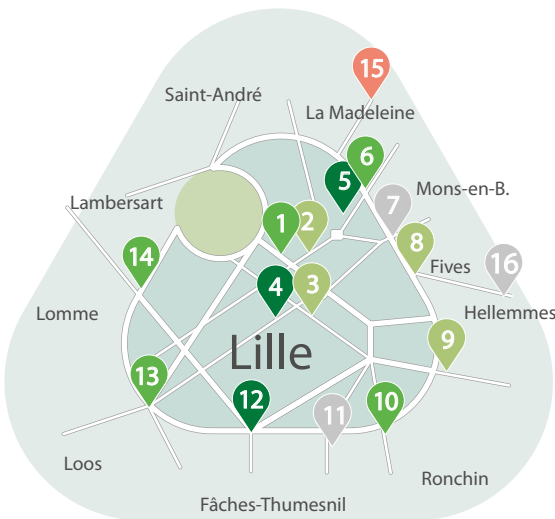 15
Saint-André
La Madeleine
6
5
Mons-en-B.
7
Lambersart
1
2
8
14
Fives
16
4
3
Lomme
Hellemmes
Lille
9
13
12
11
10
Loos
Ronchin
Fâches-Thumesnil